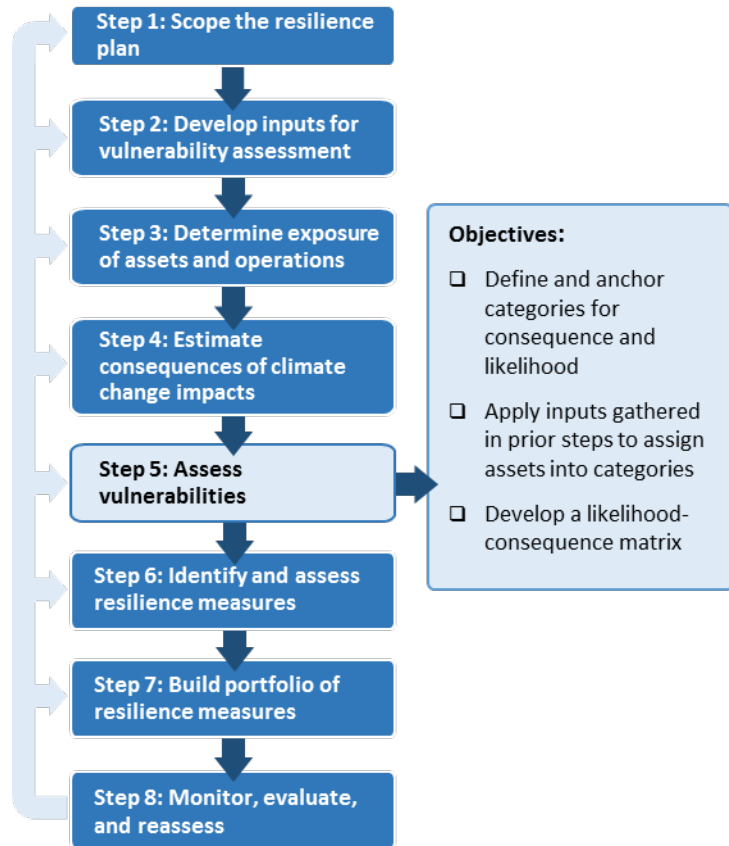 Step 1: Scope the resilience
plan
Step 2: Develop inputs for
vulnerability assessment
Step 3: Determine exposure
of assets and operations
Step 4: Estimate
consequences of climate
change impacts
Step 5: Assess
vulnerabilities
Objectives:
Define and anchor
categories for
consequence and
likelihood
Apply inputs gathered
in prior steps to assign
assets into categories
Develop a likelihood-
consequence matrix
Step 6: Identify and assess
resilience measures
Step 7: Build portfolio of
resilience measures
Step 8: Monitor, evaluate,
and reassess